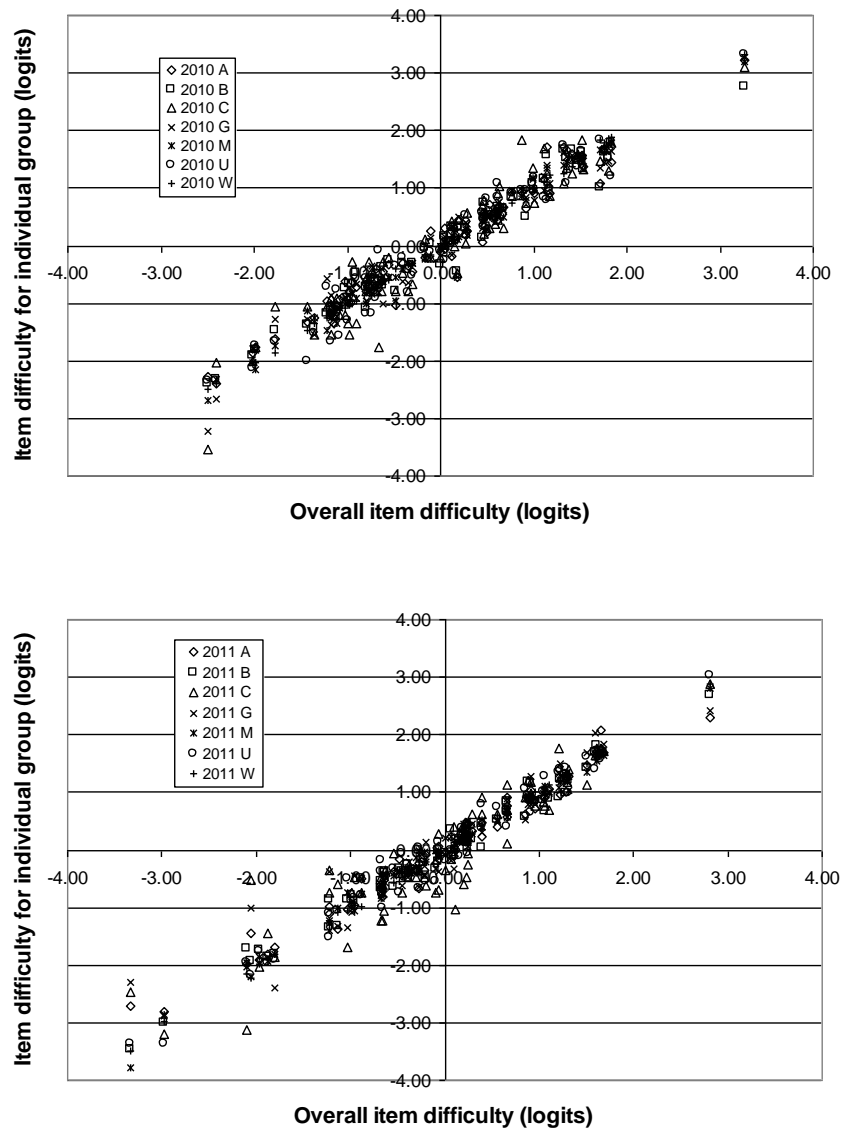 4.00
3.00
2.00
1.00
0.00
-4.00 -3.00 -2.00 -1.00 0.00 1.00 2.00 3.00 4.00
-1.00
-2.00
-3.00
-4.00
2010 A
2010 B
2010 C
2010 G
2010 M
2010 U
2010 W
Item difficulty for individual group (logits)
Overall item difficulty (logits)
4.00
3.00
2.00
1.00
0.00
-4.00 -3.00 -2.00 -1.00 0.00 1.00 2.00 3.00 4.00
-1.00
-2.00
-3.00
-4.00
2011 A
2011 B
2011 C
2011 G
2011 M
2011 U
2011 W
Item difficulty for individual group (logits)
Overall item difficulty (logits)